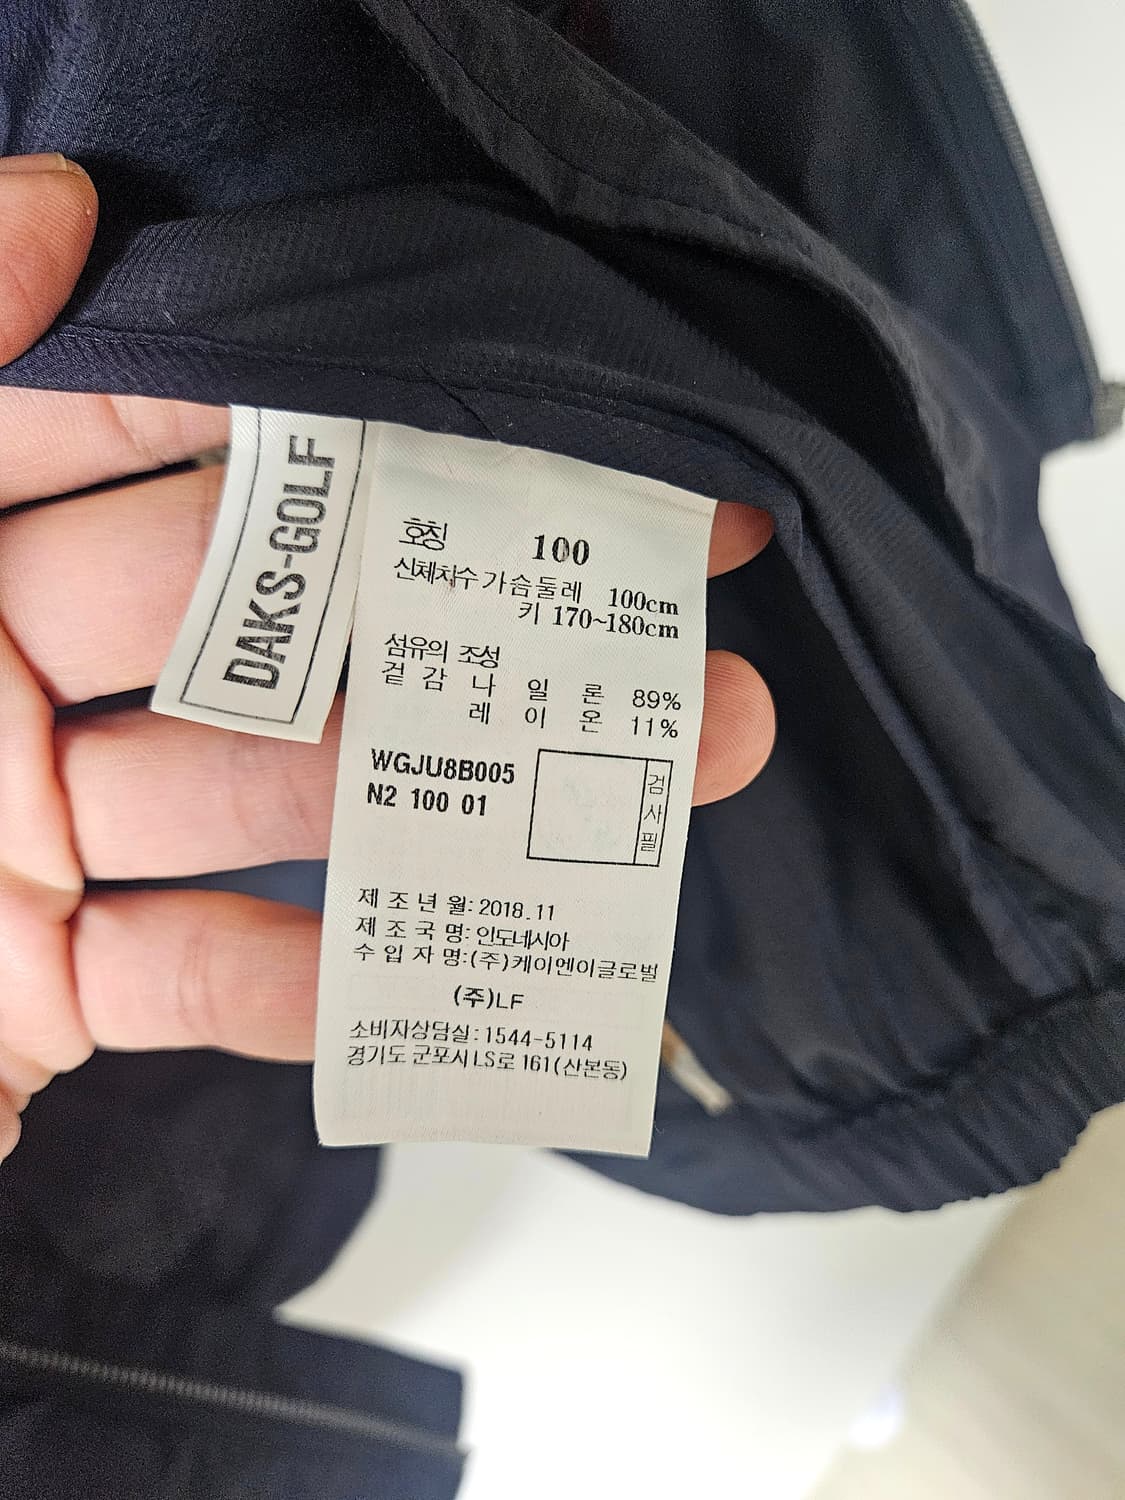 DAKS-GOLF
호칭 100
신체치수 가슴둘레 100cm
키 170~180cm
섬유의 조성
겉감 나일론 89%
레이온 11%
WGJU8B005
N2 100 01
검사필
제조년월: 2018.11
제조국명: 인도네시아
수입자명:(주)케이엔이글로벌
(주)LF
소비자상담실: 1544-5114
경기도 군포시 LS로 161(산본동)